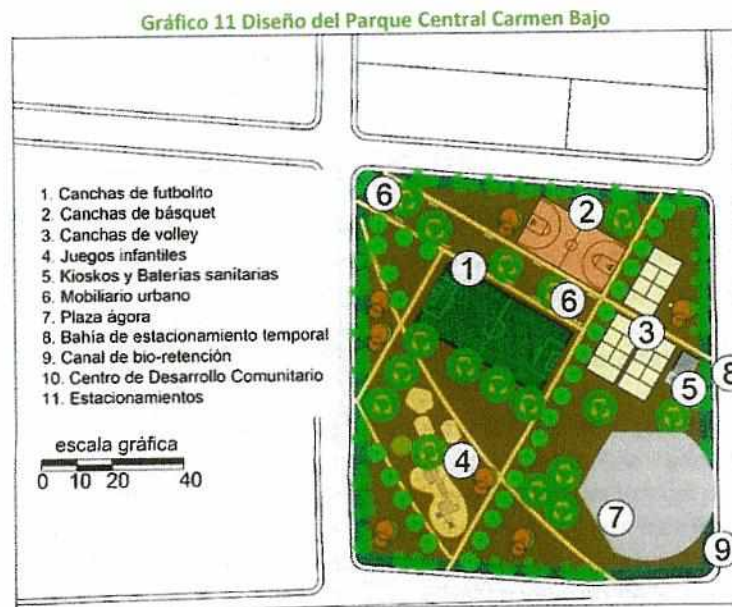 Gráfico 11 Diseño del Parque Central Carmen Bajo
1. Canchas de futbolito
2. Canchas de básquet
3. Canchas de volley
4. Juegos infantiles
5. Kioskos y Baterías sanitarias
6. Mobiliario urbano
7. Plaza ágora
8. Bahía de estacionamiento temporal
9. Canal de bio-retención
10. Centro de Desarrollo Comunitario
11. Estacionamientos
escala gráfica
0 10 20 40
6
2
1
6
3
8
5
4
7
9